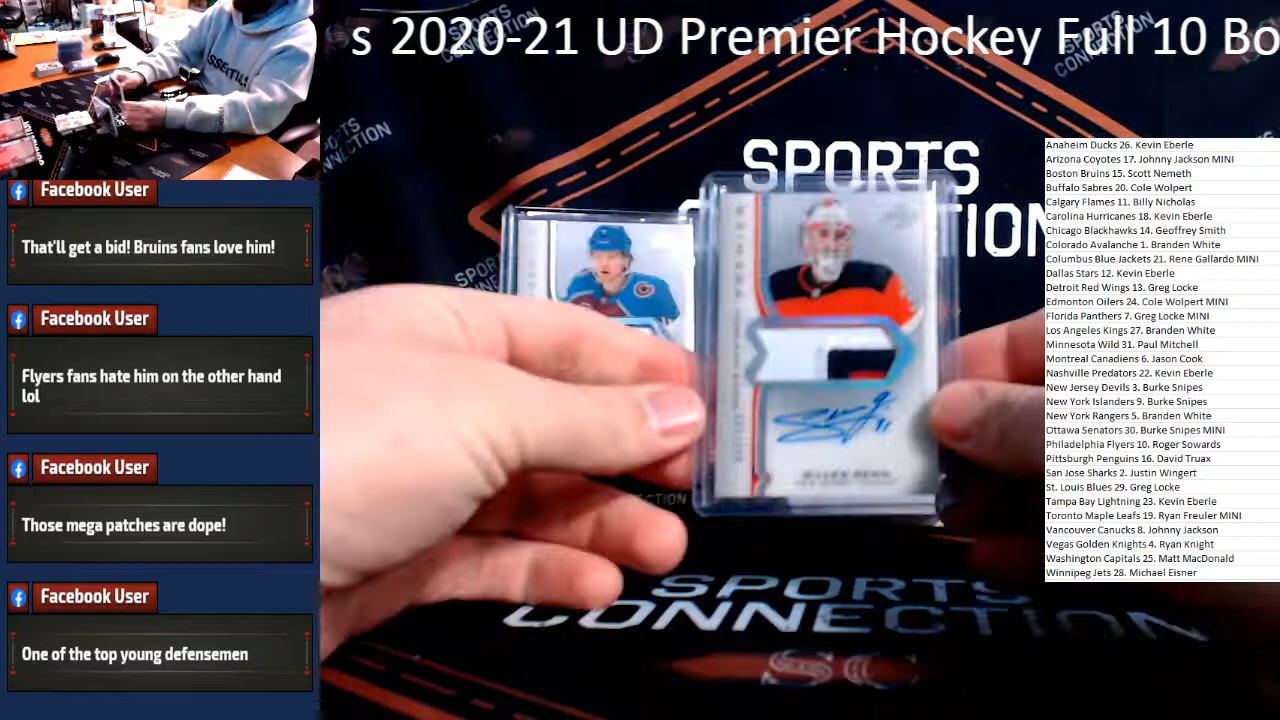 s 2020-21 UD Premier Hockey Full 10 Bo
Facebook User
That'll get a bid! Bruins fans love him!
Facebook User
Flyers fans hate him on the other hand
lol
Facebook User
Those mega patches are dope!
Facebook User
One of the top young defensemen
SPORTS
CONNECTION
SPORTS
CONNECTION
SC
Anaheim Ducks 26. Kevin Eberle
Arizona Coyotes 17. Johnny Jackson MINI
Boston Bruins 15. Scott Nemeth
Buffalo Sabres 20. Cole Wolpert
Calgary Flames 11. Billy Nicholas
Carolina Hurricanes 18. Kevin Eberle
Chicago Blackhawks 14. Geoffrey Smith
Colorado Avalanche 1. Branden White
Columbus Blue Jackets 21. Rene Gallardo MINI
Dallas Stars 12. Kevin Eberle
Detroit Red Wings 13. Greg Locke
Edmonton Oilers 24. Cole Wolpert MINI
Florida Panthers 7. Greg Locke MINI
Los Angeles Kings 27. Branden White
Minnesota Wild 31. Paul Mitchell
Montreal Canadiens 6. Jason Cook
Nashville Predators 22. Kevin Eberle
New Jersey Devils 3. Burke Snipes
New York Islanders 9. Burke Snipes
New York Rangers 5. Branden White
Ottawa Senators 30. Burke Snipes MINI
Philadelphia Flyers 10. Roger Sowards
Pittsburgh Penguins 16. David Truax
San Jose Sharks 2. Justin Wingert
St. Louis Blues 29. Greg Locke
Tampa Bay Lightning 23. Kevin Eberle
Toronto Maple Leafs 19. Ryan Freuler MINI
Vancouver Canucks 8. Johnny Jackson
Vegas Golden Knights 4. Ryan Knight
Washington Capitals 25. Matt MacDonald
Winnipeg Jets 28. Michael Eisner